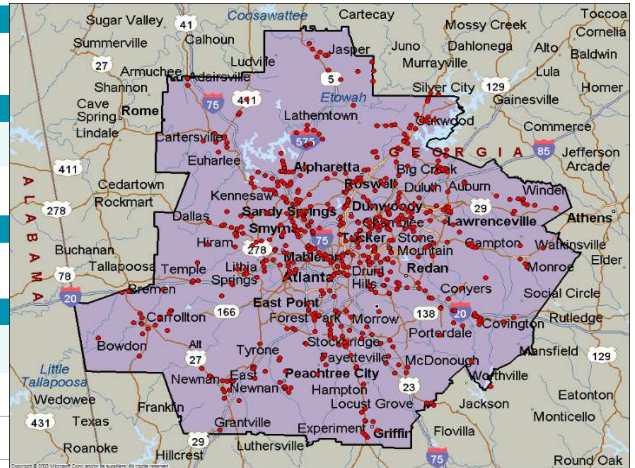 Sugar Valley
41
Coosawattee
Cartecay
Mossy Creek
Toccoa
Cornelia
Summerville
Calhoun
Jasper
Juno
Dahlonega
Alto
Baldwin
27
Ludville
Murrayville
Lula
Armuchee
Adairsville
5
Shannon
75
411
Etowah
Silver City
129
Homer
Cave
Spring
Rome
Gainesville
Lindale
Lathemtown
Oakwood
Commerce
Cartersville
575
GEORGIA
85
Jefferson
Euharlee
Alpharetta
Big Creek
Arcade
411
Cedartown
Roswell
Duluth
Auburn
Winder
Rockmart
Kennesaw
Dunwoody
29
278
Dallas
Sandy Springs
Lawrenceville
Athens
ALABAMA
Smyrna
75
Tucker
Stone
Mountain
Campton
Watkinsville
Buchanan
Hiram
278
Elder
Tallapoosa
Temple
Lithia
Springs
Atlanta
Druid
Hills
Redan
Monroe
78
20
Bremen
Conyers
Social Circle
East Point
166
138
20
Rutledge
Carrollton
Forest Park
Morrow
Covington
Porterdale
Bowdon
Alt
27
Stockbridge
Mansfield
Tyrone
Fayetteville
McDonough
129
Little
Tallapoosa
Newnan
East
Newnan
Peachtree City
23
Worthville
Wedowee
Hampton
Eatonton
Franklin
Locust Grove
Jackson
431
Texas
Grantville
Experiment
Griffin
Monticello
Flovilla
Roanoke
29
Luthersville
Hillcrest
75
Round Oak